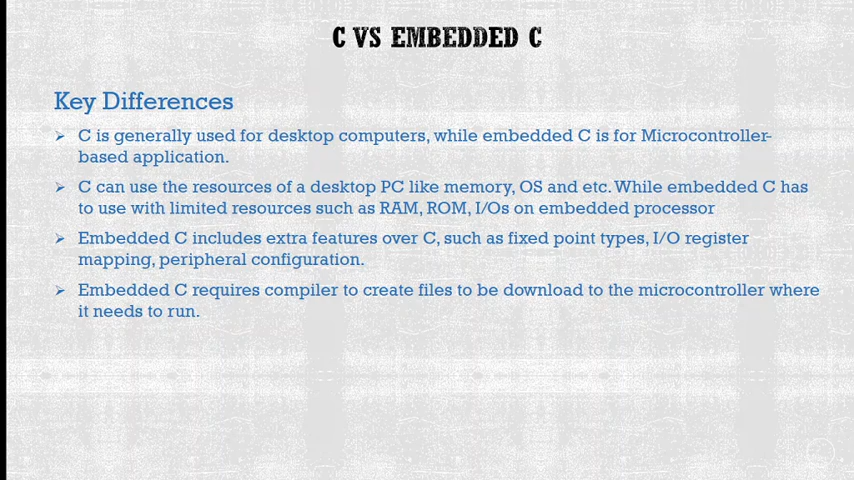 C VS EMBEDDED C
Key Differences
➢ C is generally used for desktop computers, while embedded C is for Microcontroller-
based application.
➢ C can use the resources of a desktop PC like memory, OS and etc. While embedded C has
to use with limited resources such as RAM, ROM, I/Os on embedded processor
➢ Embedded C includes extra features over C, such as fixed point types, I/O register
mapping, peripheral configuration.
➢ Embedded C requires compiler to create files to be download to the microcontroller where
it needs to run.